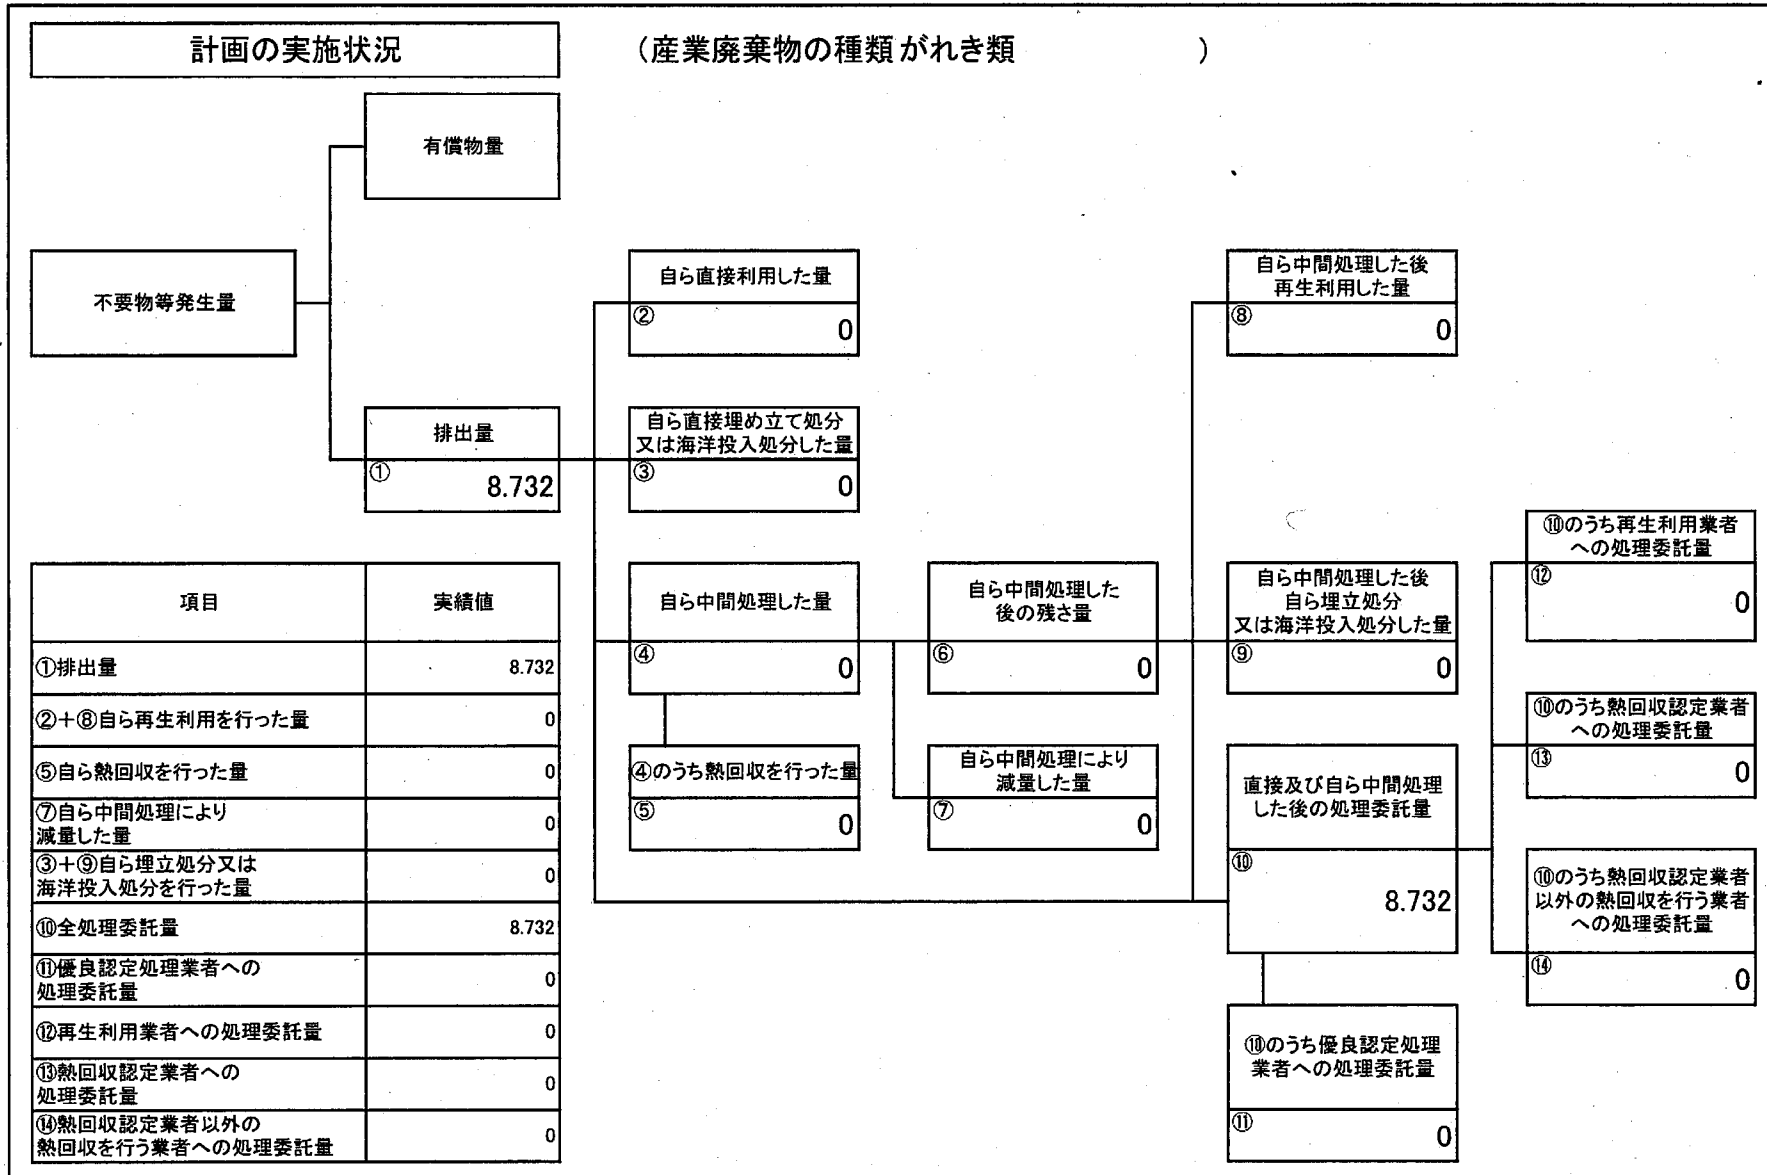 計画の実施状況
（産業廃棄物の種類 がれき類　　　　　　）
有償物量
不要物等発生量
排出量
①
8.732
自ら直接利用した量
②
0
自ら直接埋め立て処分
又は海洋投入処分した量
③
0
自ら中間処理した量
④
0
④のうち熱回収を行った量
⑤
0
自ら中間処理した
後の残さ量
⑥
0
自ら中間処理により
減量した量
⑦
0
自ら中間処理した後
再生利用した量
⑧
0
自ら中間処理した後
自ら埋立処分
又は海洋投入処分した量
⑨
0
直接及び自ら中間処理
した後の処理委託量
⑩
8.732
⑩のうち優良認定処理
業者への処理委託量
⑪
0
⑩のうち再生利用業者
への処理委託量
⑫
0
⑩のうち熱回収認定業者
への処理委託量
⑬
0
⑩のうち熱回収認定業者
以外の熱回収を行う業者
への処理委託量
⑭
0
項目 実績値
①排出量 8.732
②＋⑧自ら再生利用を行った量 0
⑤自ら熱回収を行った量 0
⑦自ら中間処理により
減量した量 0
③＋⑨自ら埋立処分又は
海洋投入処分を行った量 0
⑩全処理委託量 8.732
⑪優良認定処理業者への
処理委託量 0
⑫再生利用業者への処理委託量 0
⑬熱回収認定業者への
処理委託量 0
⑭熱回収認定業者以外の
熱回収を行う業者への処理委託量 0